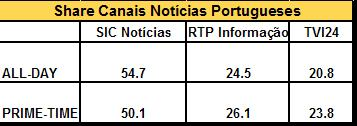 Share Canais Notícias Portugueses
SIC Notícias RTP Informação TVI24
ALL-DAY 54.7 24.5 20.8
PRIME-TIME 50.1 26.1 23.8